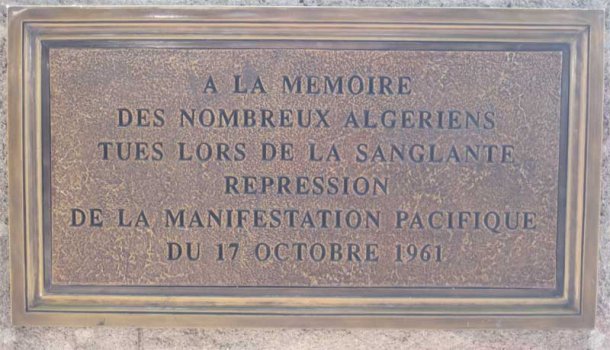 A LA MEMOIRE
DES NOMBREUX ALGERIENS
TUES LORS DE LA SANGLANTE
REPRESSION
DE LA MANIFESTATION PACIFIQUE
DU 17 OCTOBRE 1961